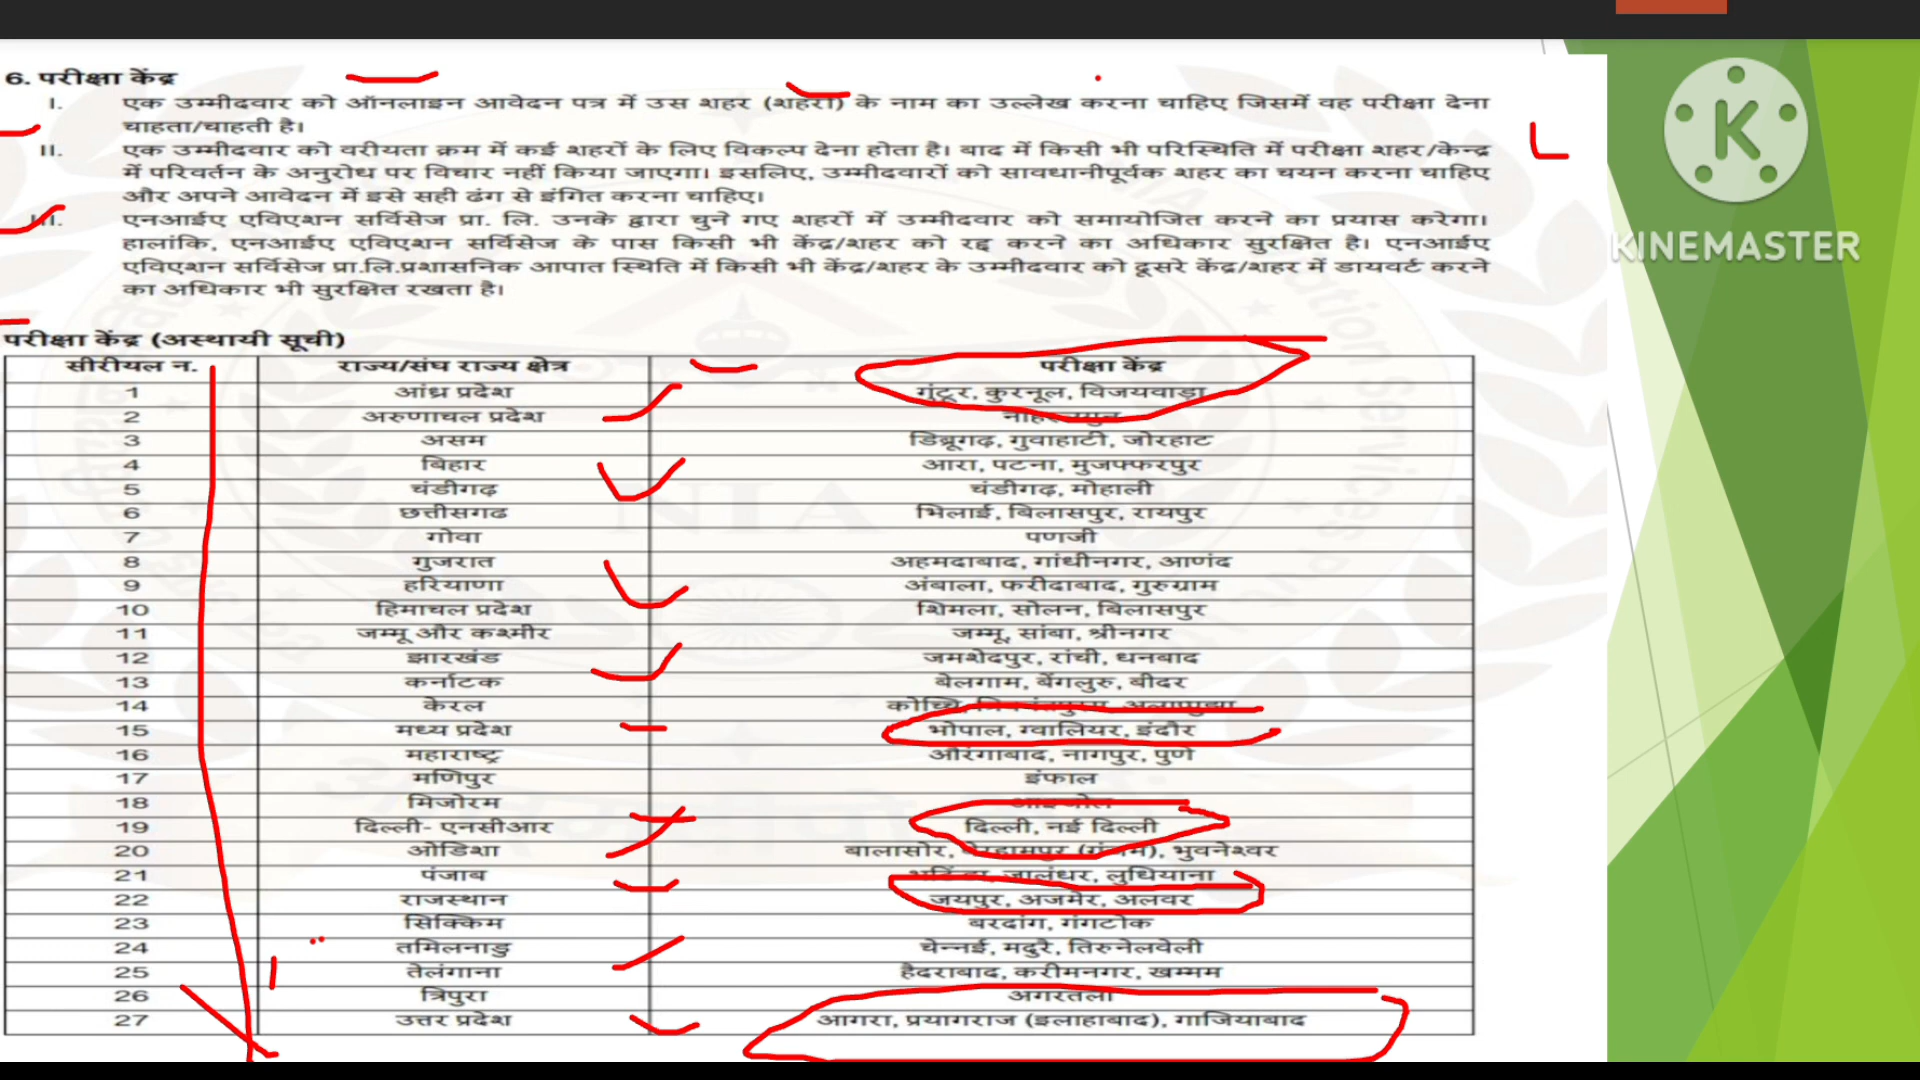 6. परीक्षा केंद्र
I. एक उम्मीदवार को ऑनलाइन आवेदन पत्र में उस शहर (शहरों) के नाम का उल्लेख करना चाहिए जिसमें वह परीक्षा देना
चाहता/चाहती है।
II. एक उम्मीदवार को वरीयता क्रम में कई शहरों के लिए विकल्प देना होता है। बाद में किसी भी परिस्थिति में परीक्षा शहर/केन्द्र
में परिवर्तन के अनुरोध पर विचार नहीं किया जाएगा। इसलिए, उम्मीदवारों को सावधानीपूर्वक शहर का चयन करना चाहिए
और अपने आवेदन में इसे सही ढंग से इंगित करना चाहिए।
III. एनआईए एविएशन सर्विसेज प्रा. लि. उनके द्वारा चुने गए शहरों में उम्मीदवार को समायोजित करने का प्रयास करेगा।
हालांकि, एनआईए एविएशन सर्विसेज के पास किसी भी केंद्र/शहर को रद्द करने का अधिकार सुरक्षित है। एनआईए
एविएशन सर्विसेज प्रा.लि.प्रशासनिक आपात स्थिति में किसी भी केंद्र/शहर के उम्मीदवार को दूसरे केंद्र/शहर में डायवर्ट करने
का अधिकार भी सुरक्षित रखता है।
परीक्षा केंद्र (अस्थायी सूची)
सीरीयल न. राज्य/संघ राज्य क्षेत्र परीक्षा केंद्र
1 आंध्र प्रदेश गुंटूर, कुरनूल, विजयवाड़ा
2 अरुणाचल प्रदेश
3 असम डिब्रूगढ़, गुवाहाटी, जोरहाट
4 बिहार आरा, पटना, मुजफ्फरपुर
5 चंडीगढ़ चंडीगढ़, मोहाली
6 छत्तीसगढ भिलाई, बिलासपुर, रायपुर
7 गोवा पणजी
8 गुजरात अहमदाबाद, गांधीनगर, आणंद
9 हरियाणा अंबाला, फरीदाबाद, गुरुग्राम
10 हिमाचल प्रदेश शिमला, सोलन, बिलासपुर
11 जम्मू और कश्मीर जम्मू, सांबा, श्रीनगर
12 झारखंड जमशेदपुर, रांची, धनबाद
13 कर्नाटक बेलगाम, बेंगलुरु, बीदर
14 केरल कोच्चि,
15 मध्य प्रदेश भोपाल, ग्वालियर, इंदौर
16 महाराष्ट्र औरंगाबाद, नागपुर, पुणे
17 मणिपुर इंफाल
18 मिजोरम
19 दिल्ली- एनसीआर दिल्ली, नई दिल्ली
20 ओडिशा बालासोर, भुवनेश्वर
21 पंजाब जालंधर, लुधियाना
22 राजस्थान जयपुर, अजमेर, अलवर
23 सिक्किम बरदांग, गंगटोक
24 तमिलनाडु चेन्नई, मदुरै, तिरुनेलवेली
25 तेलंगाना हैदराबाद, करीमनगर, खम्मम
26 त्रिपुरा अगरतला
27 उत्तर प्रदेश आगरा, प्रयागराज (इलाहाबाद), गाजियाबाद
K
KINEMASTER
NIA